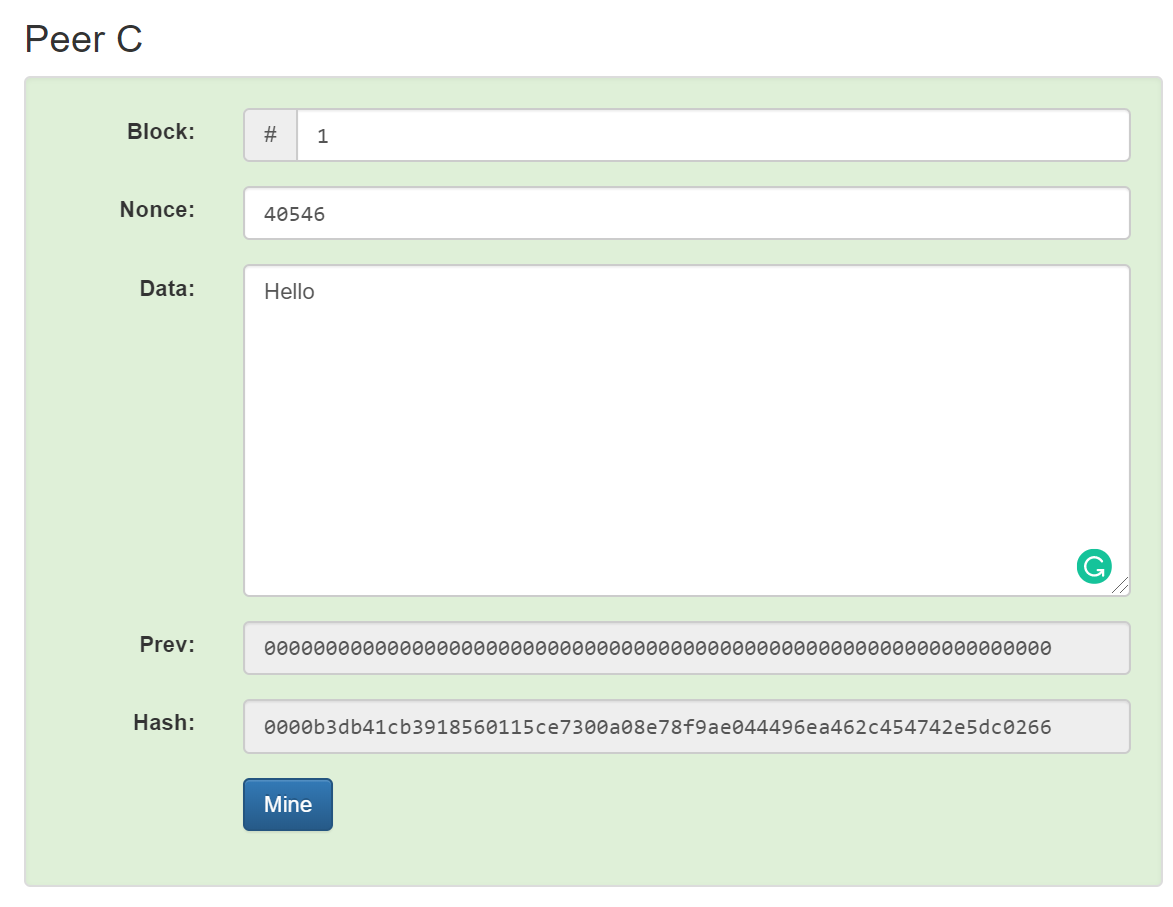 Peer C
Block: # 1
Nonce: 40546
Data: Hello
Prev: 0000000000000000000000000000000000000000000000000000000000000000
Hash: 0000b3db41cb3918560115ce7300a08e78f9ae044496ea462c454742e5dc0266
Mine